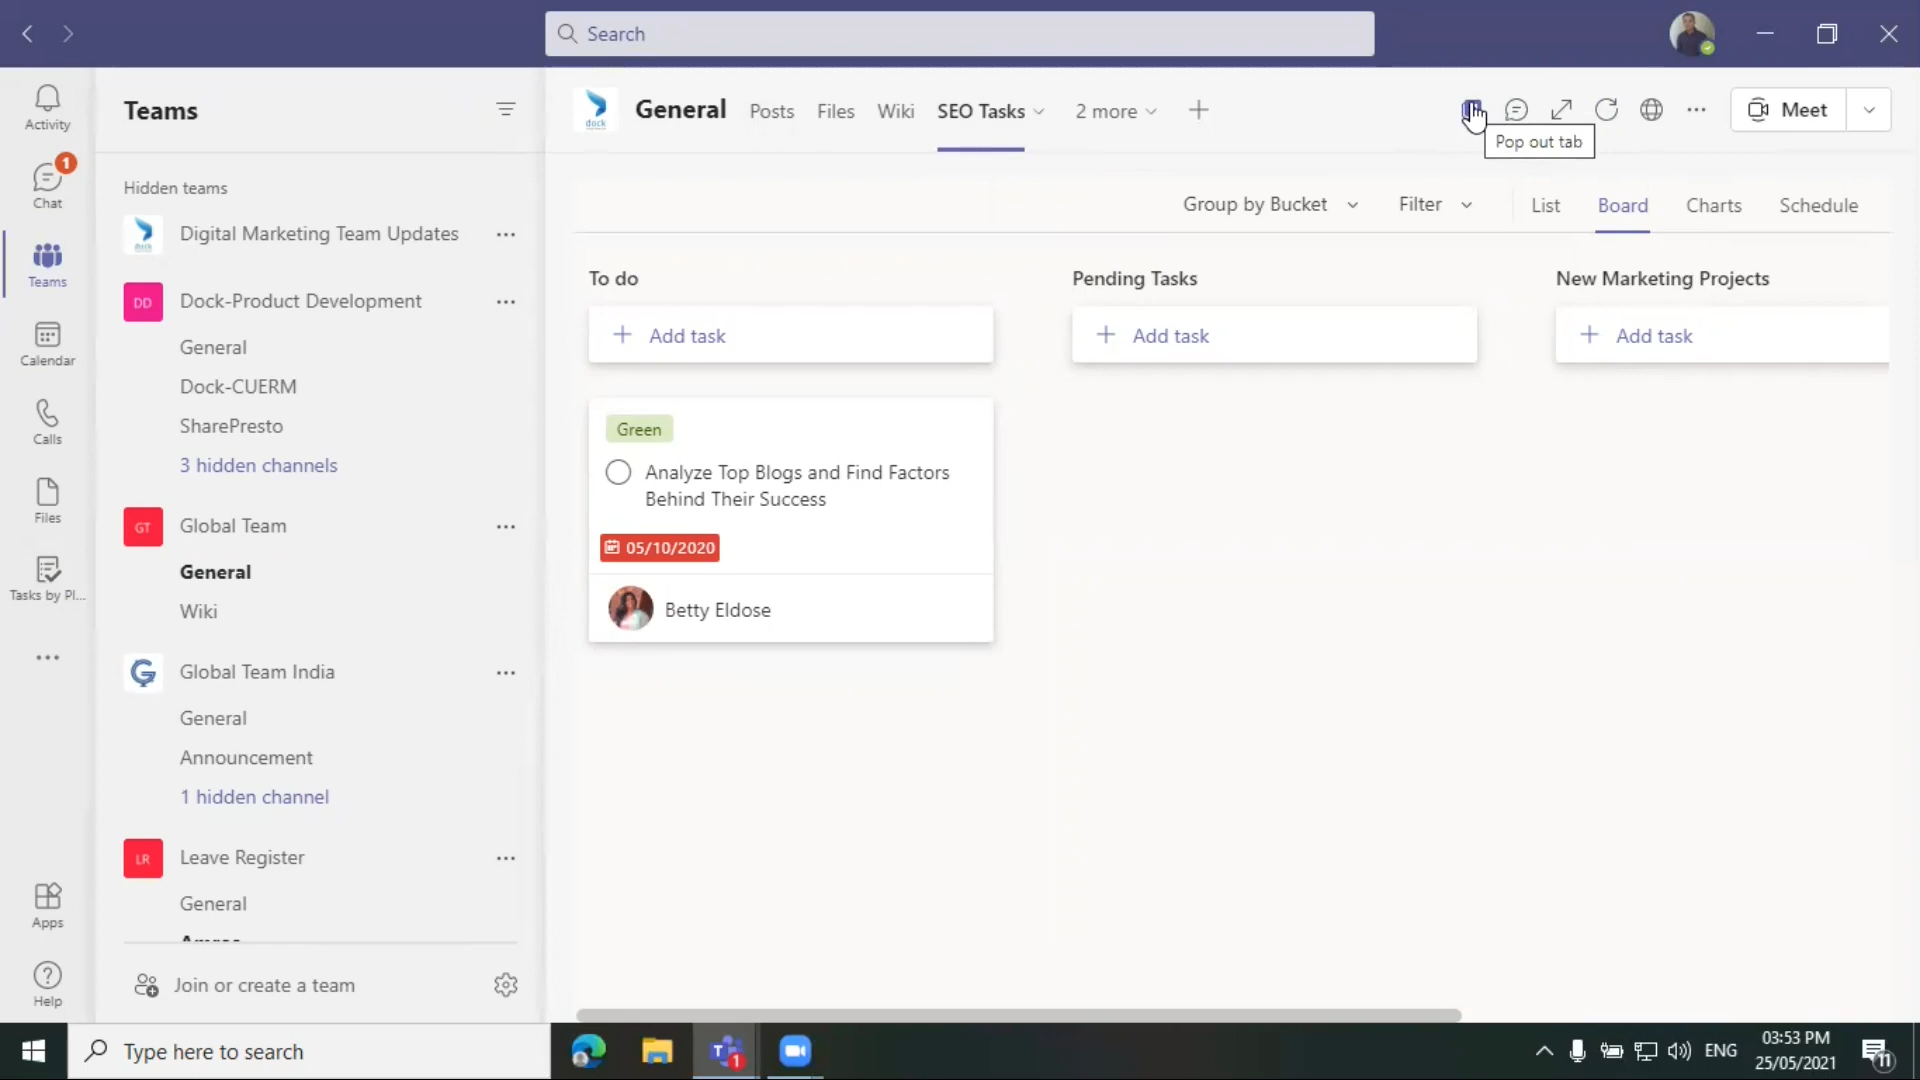 Search
Activity
1
Chat
Teams
Calendar
Calls
Files
Tasks by Pl...
Apps
Help
Teams
Hidden teams
dock
Digital Marketing Team Updates
DD
Dock-Product Development
General
Dock-CUERM
SharePresto
3 hidden channels
GT
Global Team
General
Wiki
Global Team India
General
Announcement
1 hidden channel
LR
Leave Register
General
Join or create a team
dock
General Posts Files Wiki SEO Tasks 2 more
Meet
Pop out tab
Group by Bucket Filter List Board Charts Schedule
To do
Add task
Green
Analyze Top Blogs and Find Factors
Behind Their Success
05/10/2020
Betty Eldose
Pending Tasks
Add task
New Marketing Projects
Add task
Type here to search
1
ENG
03:53 PM
25/05/2021
11